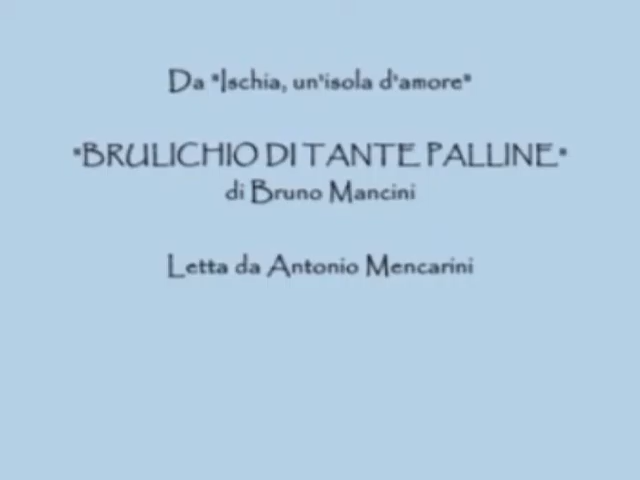 Da "Ischia, un'isola d'amore"
"BRULICHIO DI TANTE PALLINE"
di Bruno Mancini
Letta da Antonio Mencarini